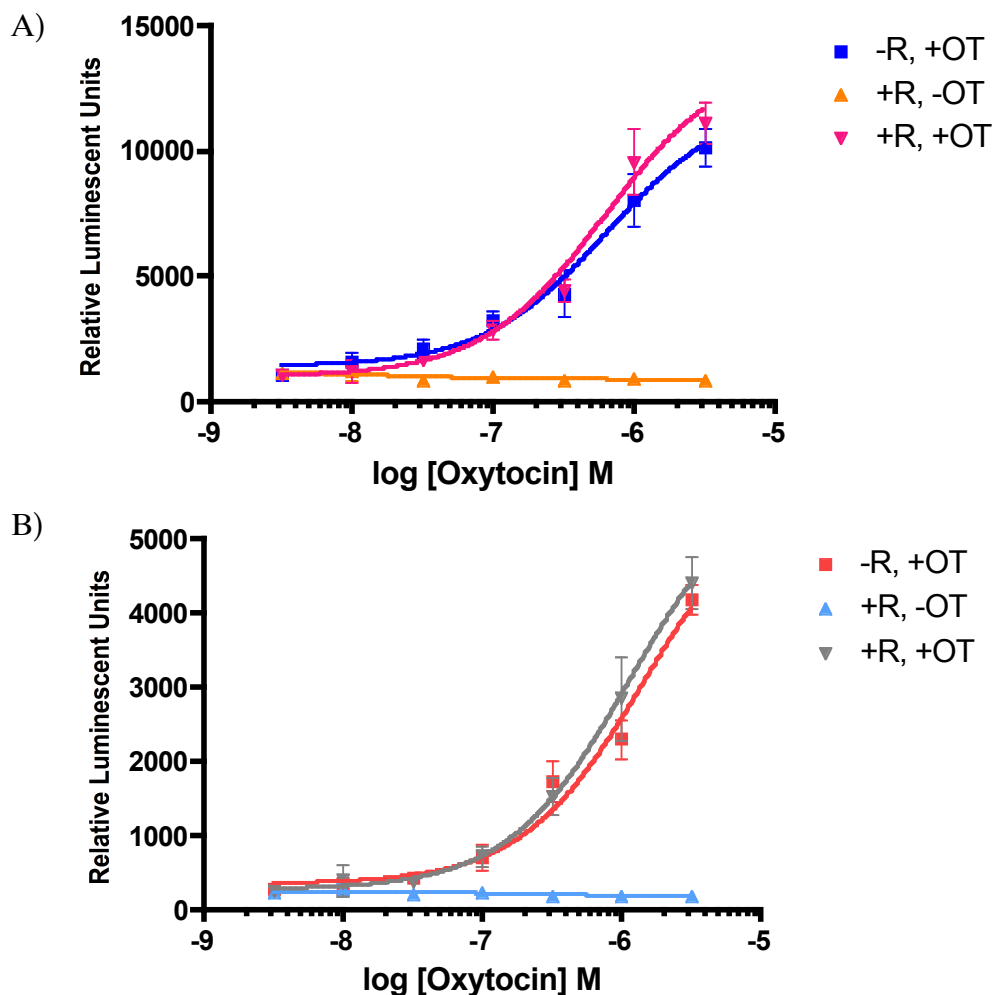 A)
Relative Luminescent Units
15000
10000
5000
0
-9
-8
-7
-6
-5
log [Oxytocin] M
-R, +OT
+R, -OT
+R, +OT
B)
Relative Luminescent Units
5000
4000
3000
2000
1000
0
-9
-8
-7
-6
-5
log [Oxytocin] M
-R, +OT
+R, -OT
+R, +OT